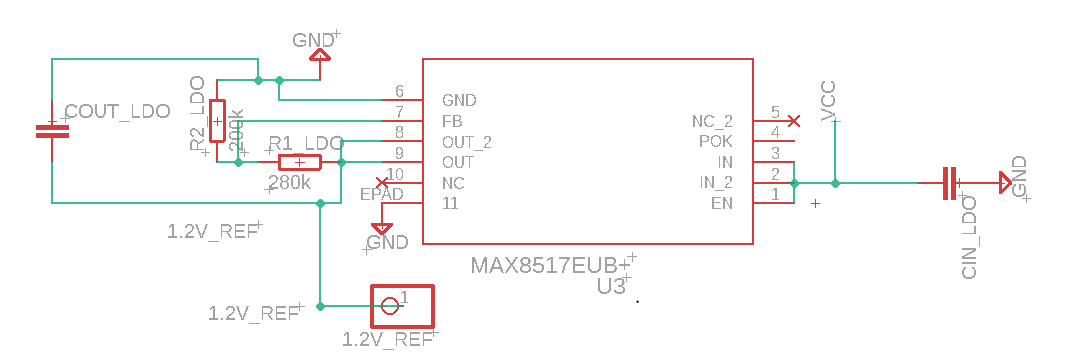 GND
COUT_LDO
R2_LDO
200k
R1_LDO
280k
6
7
8
9
10
EPAD
GND
FB
OUT_2
OUT
NC
11
NC_2
POK
IN
IN_2
EN
5
4
3
2
1
VCC
CIN_LDO
GND
GND
MAX8517EUB+
U3
1.2V_REF
1.2V_REF
1
1.2V_REF